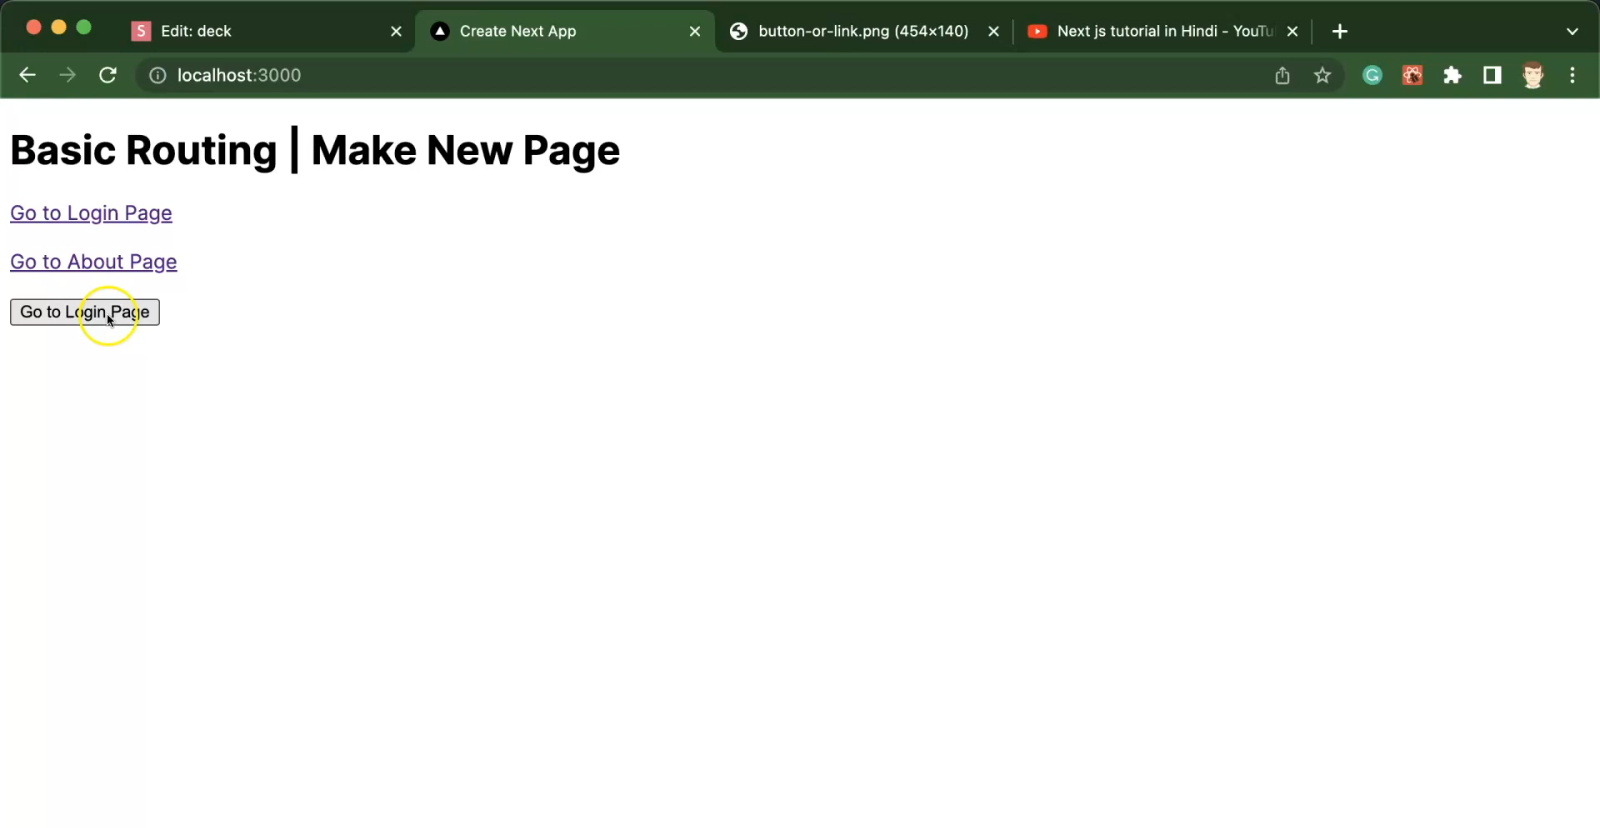 S Edit: deck
Create Next App
button-or-link.png (454×140)
Next js tutorial in Hindi - YouTu
localhost:3000
Basic Routing | Make New Page
Go to Login Page
Go to About Page
Go to Login Page